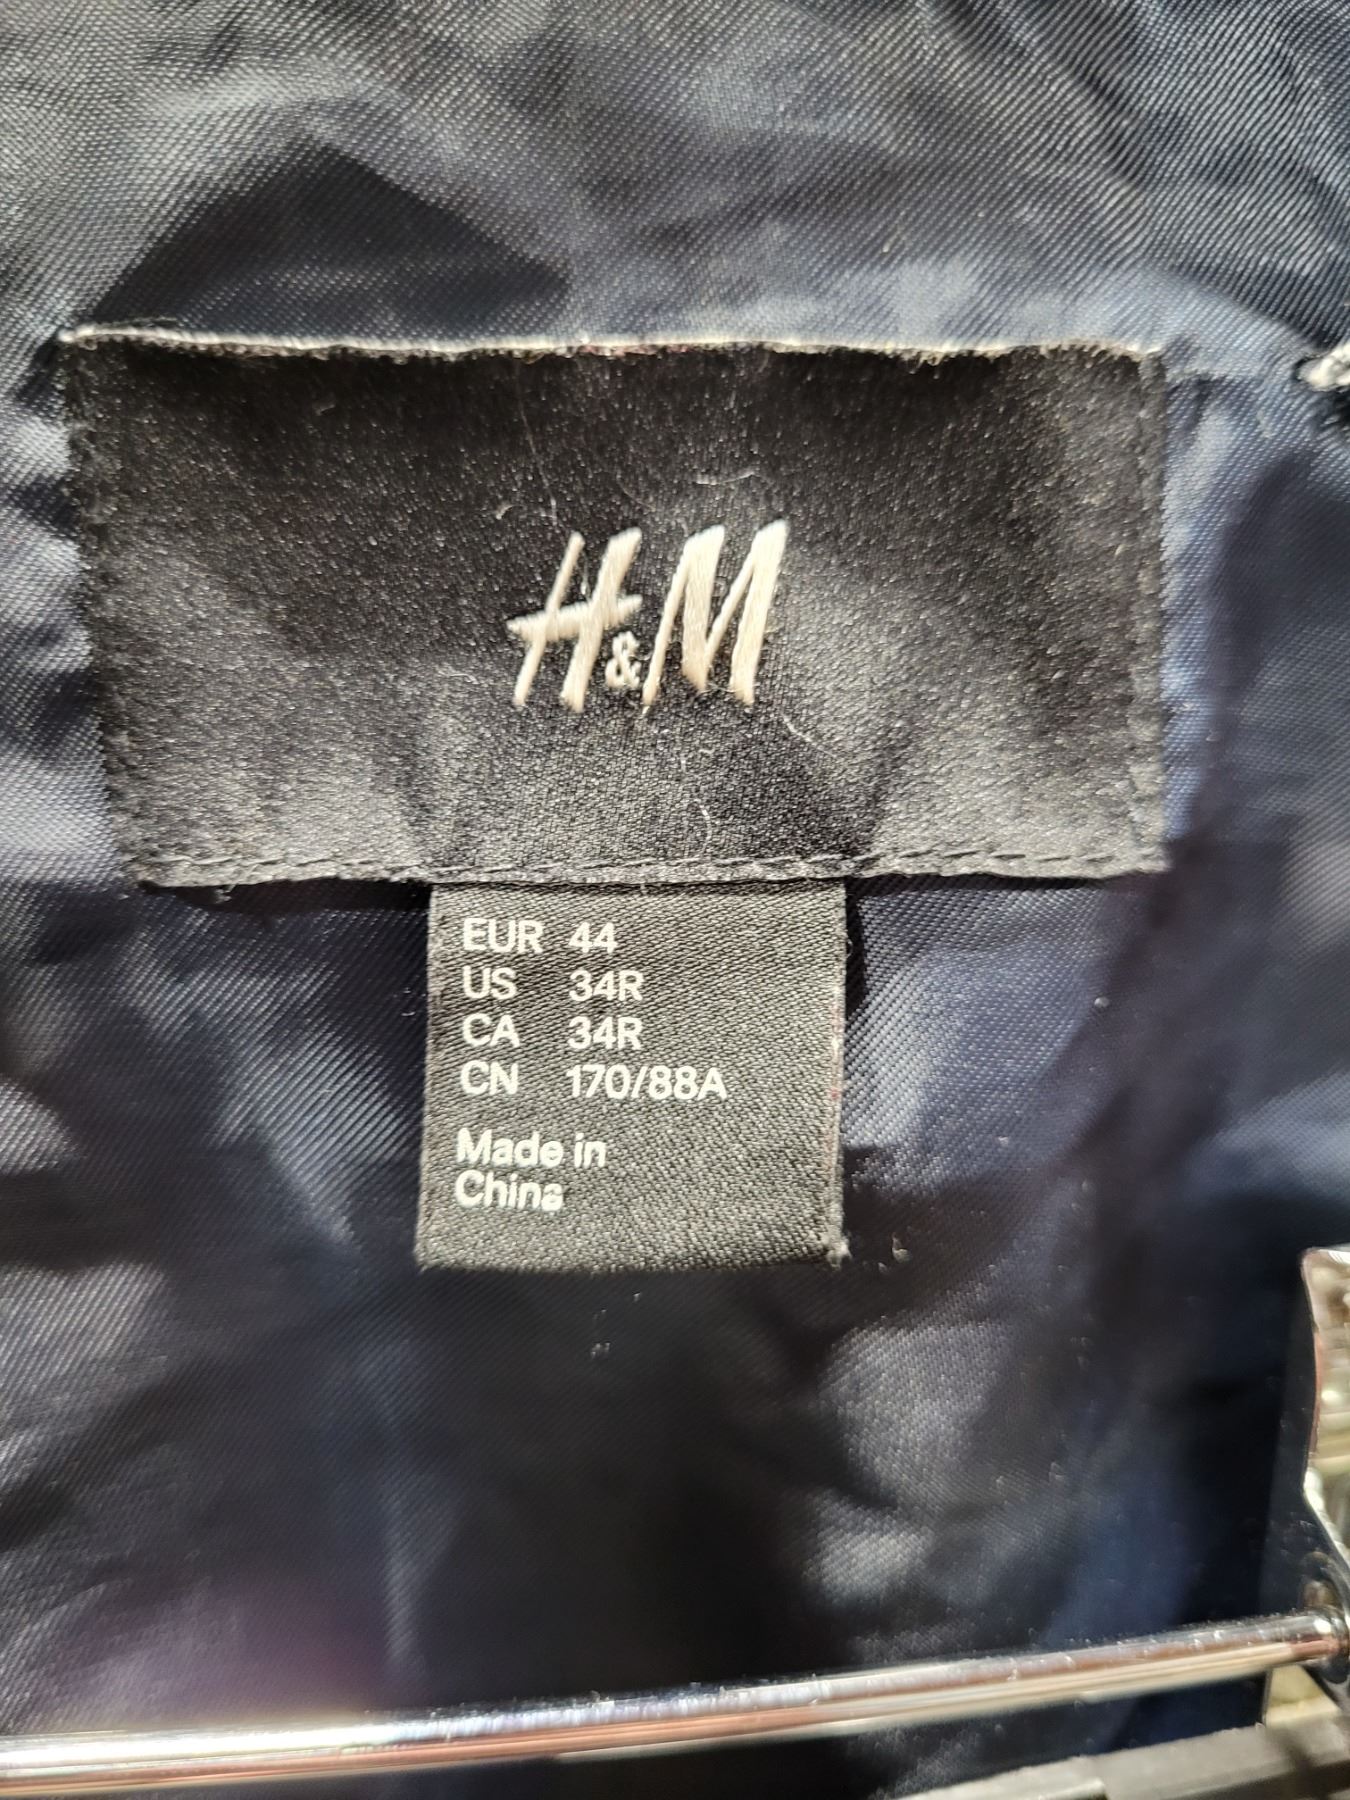 H&M
EUR 44
US 34R
CA 34R
CN 170/88A
Made in
China